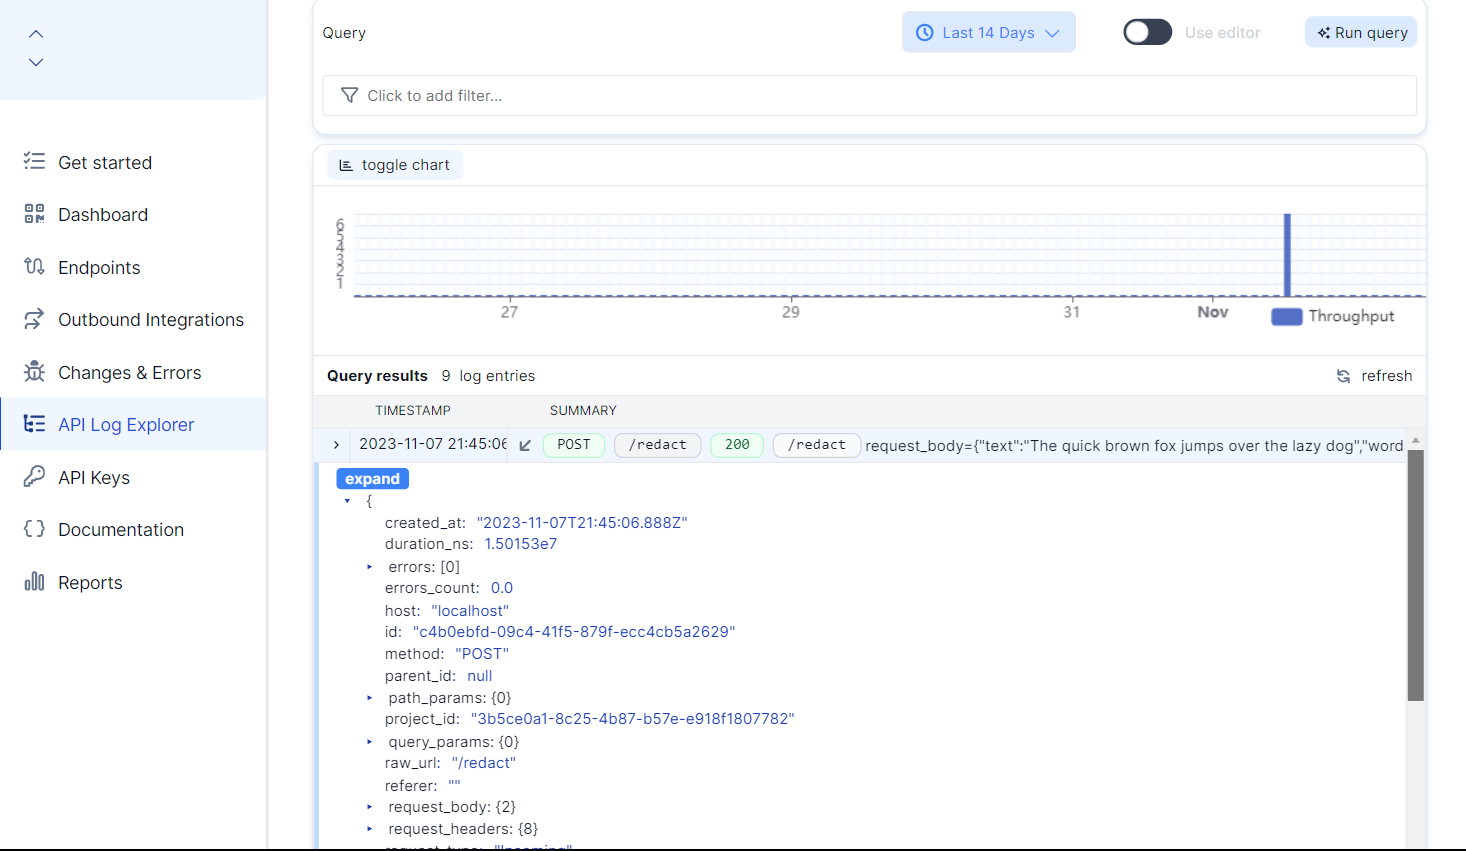 Query
Last 14 Days
Use editor
Run query
Click to add filter...
Get started
Dashboard
Endpoints
Outbound Integrations
Changes & Errors
API Log Explorer
API Keys
Documentation
Reports
toggle chart
6
5
4
3
2
1
27 29 31 Nov
Throughput
Query results 9 log entries
refresh
TIMESTAMP SUMMARY
2023-11-07 21:45:06 POST /redact 200 /redact request_body={"text":"The quick brown fox jumps over the lazy dog","word
expand
{
created_at: "2023-11-07T21:45:06.888Z"
duration_ns: 1.50153e7
errors: [0]
errors_count: 0.0
host: "localhost"
id: "c4b0ebfd-09c4-41f5-879f-ecc4cb5a2629"
method: "POST"
parent_id: null
path_params: {0}
project_id: "3b5ce0a1-8c25-4b87-b57e-e918f1807782"
query_params: {0}
raw_url: "/redact"
referer: ""
request_body: {2}
request_headers: {8}
request_type: "Incoming"